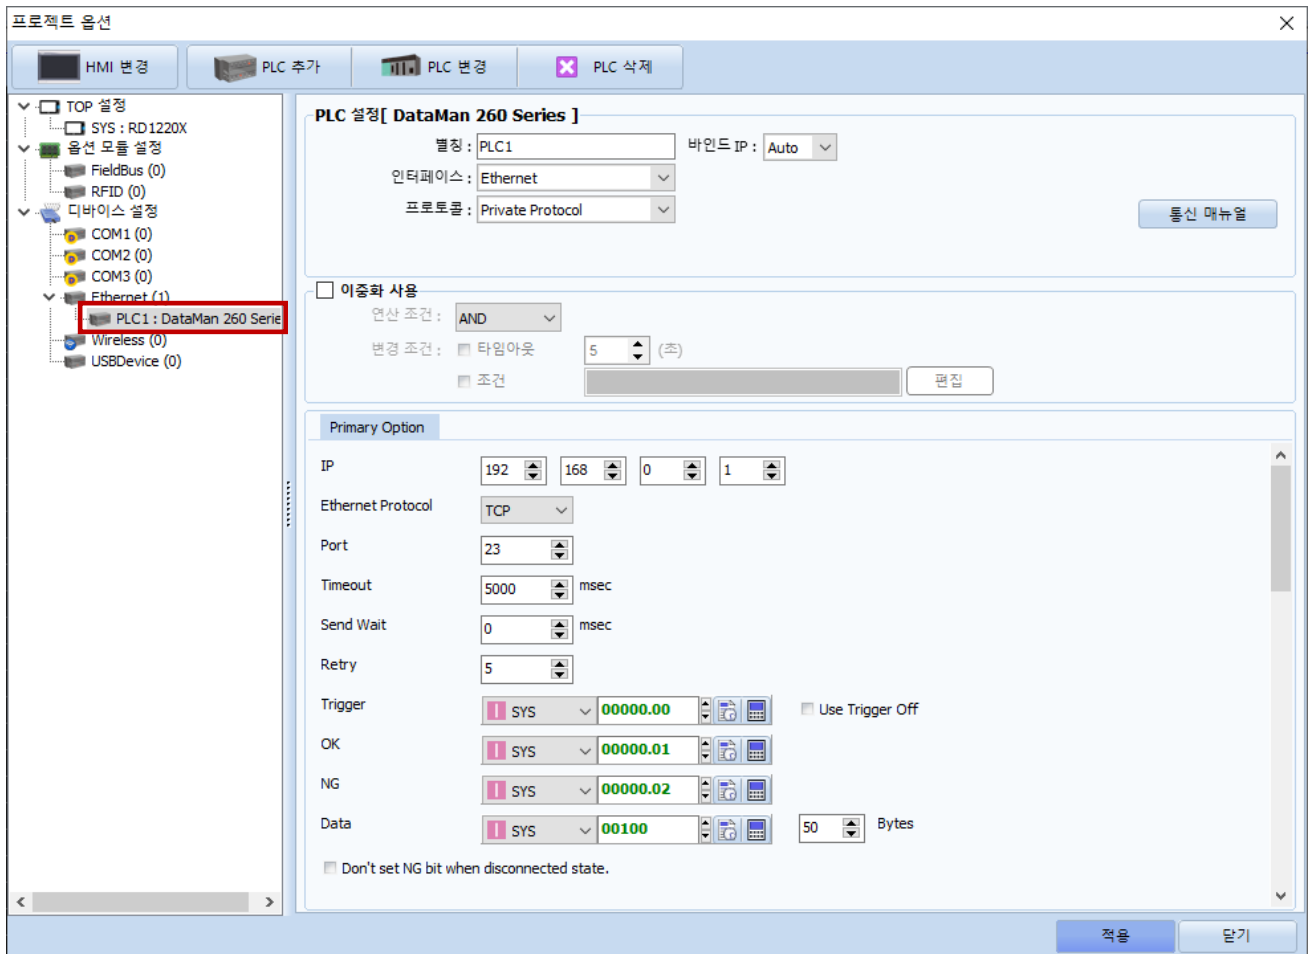 프로젝트 옵션
HMI 변경
PLC 추가
PLC 변경
PLC 삭제
TOP 설정
SYS : RD1220X
옵션 모듈 설정
FieldBus (0)
RFID (0)
디바이스 설정
COM1 (0)
COM2 (0)
COM3 (0)
Ethernet (1)
PLC1 : DataMan 260 Serie
Wireless (0)
USBDevice (0)
PLC 설정[ DataMan 260 Series ]
별칭 : PLC1 바인드 IP : Auto
인터페이스 : Ethernet
프로토콜 : Private Protocol
통신 매뉴얼
이중화 사용
연산 조건 : AND
변경 조건 : 타임아웃 5 (초)
조건 편집
Primary Option
IP 192 168 0 1
Ethernet Protocol TCP
Port 23
Timeout 5000 msec
Send Wait 0 msec
Retry 5
Trigger SYS 00000.00 Use Trigger Off
OK SYS 00000.01
NG SYS 00000.02
Data SYS 00100 50 Bytes
Don't set NG bit when disconnected state.
적용 닫기